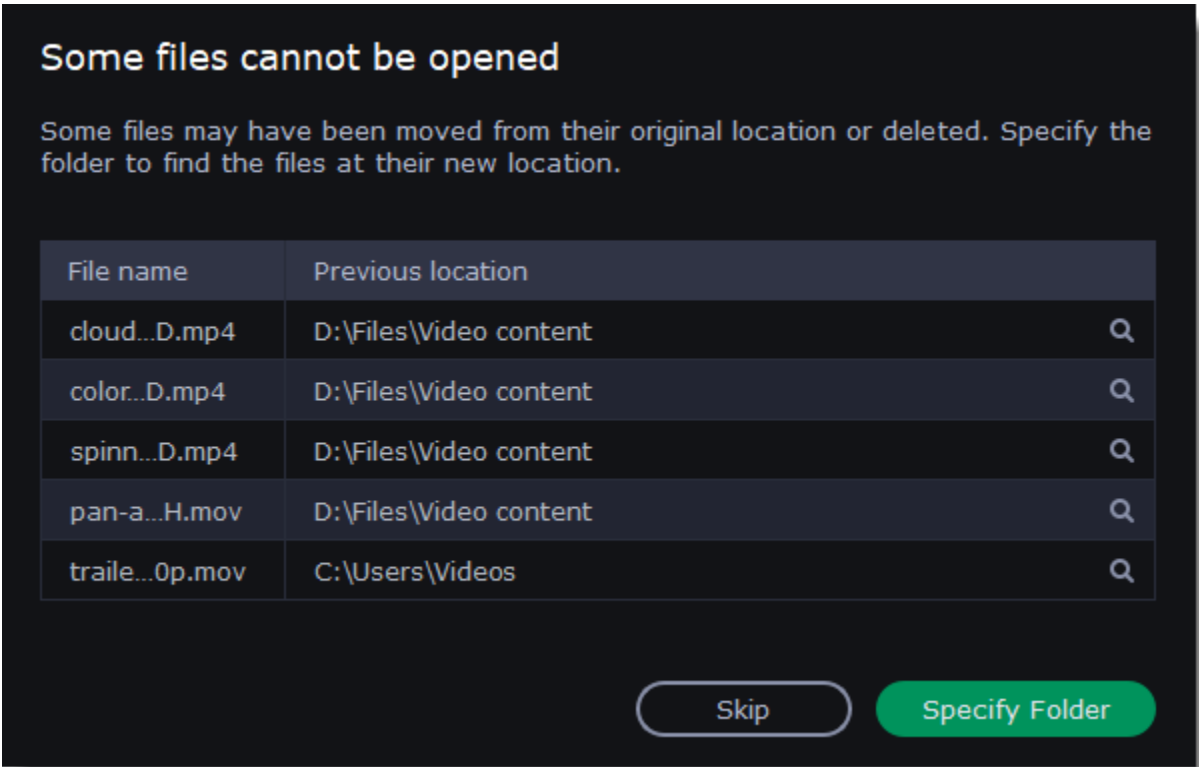 Some files cannot be opened
Some files may have been moved from their original location or deleted. Specify the
folder to find the files at their new location.
File name Previous location
cloud...D.mp4 D:\Files\Video content
color...D.mp4 D:\Files\Video content
spinn...D.mp4 D:\Files\Video content
pan-a...H.mov D:\Files\Video content
traile...0p.mov C:\Users\Videos
Skip Specify Folder